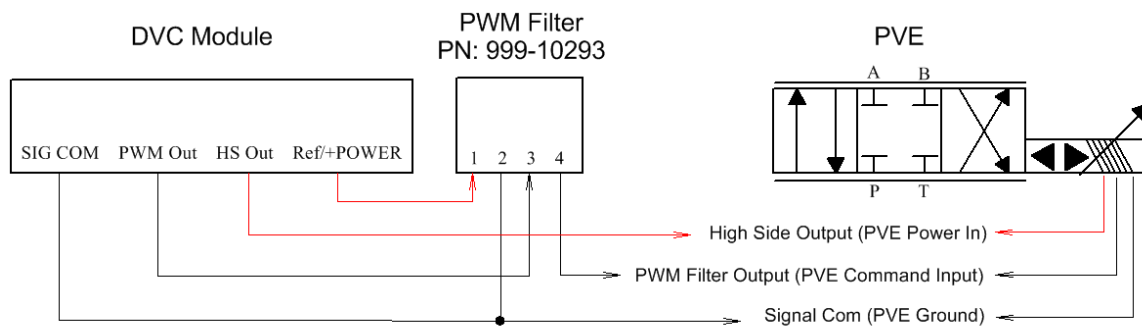 DVC Module
PWM Filter
PN: 999-10293
PVE
A B
SIG COM PWM Out HS Out Ref/+POWER
1 2 3 4
P T
High Side Output (PVE Power In)
PWM Filter Output (PVE Command Input)
Signal Com (PVE Ground)